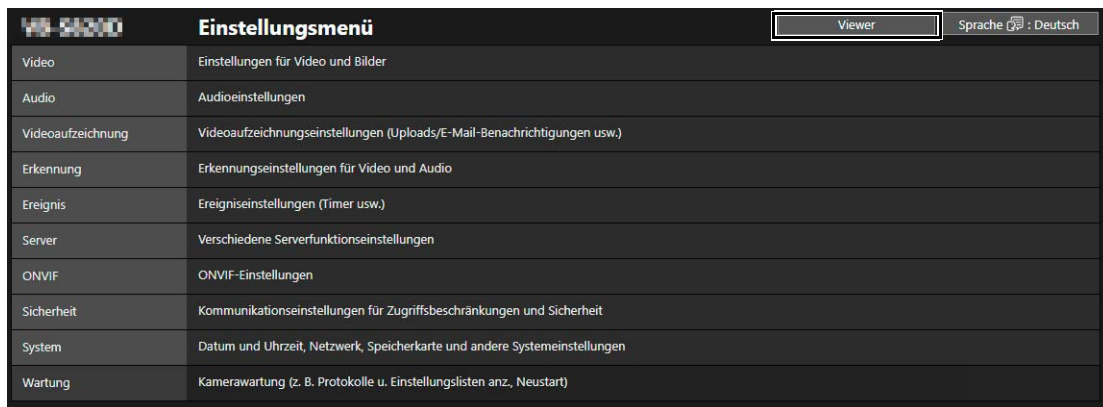 Einstellungsmenü Viewer Sprache : Deutsch
Video Einstellungen für Video und Bilder
Audio Audioeinstellungen
Videoaufzeichnung Videoaufzeichnungseinstellungen (Uploads/E-Mail-Benachrichtigungen usw.)
Erkennung Erkennungseinstellungen für Video und Audio
Ereignis Ereigniseinstellungen (Timer usw.)
Server Verschiedene Serverfunktionseinstellungen
ONVIF ONVIF-Einstellungen
Sicherheit Kommunikationseinstellungen für Zugriffsbeschränkungen und Sicherheit
System Datum und Uhrzeit, Netzwerk, Speicherkarte und andere Systemeinstellungen
Wartung Kamerawartung (z. B. Protokolle u. Einstellungslisten anz., Neustart)